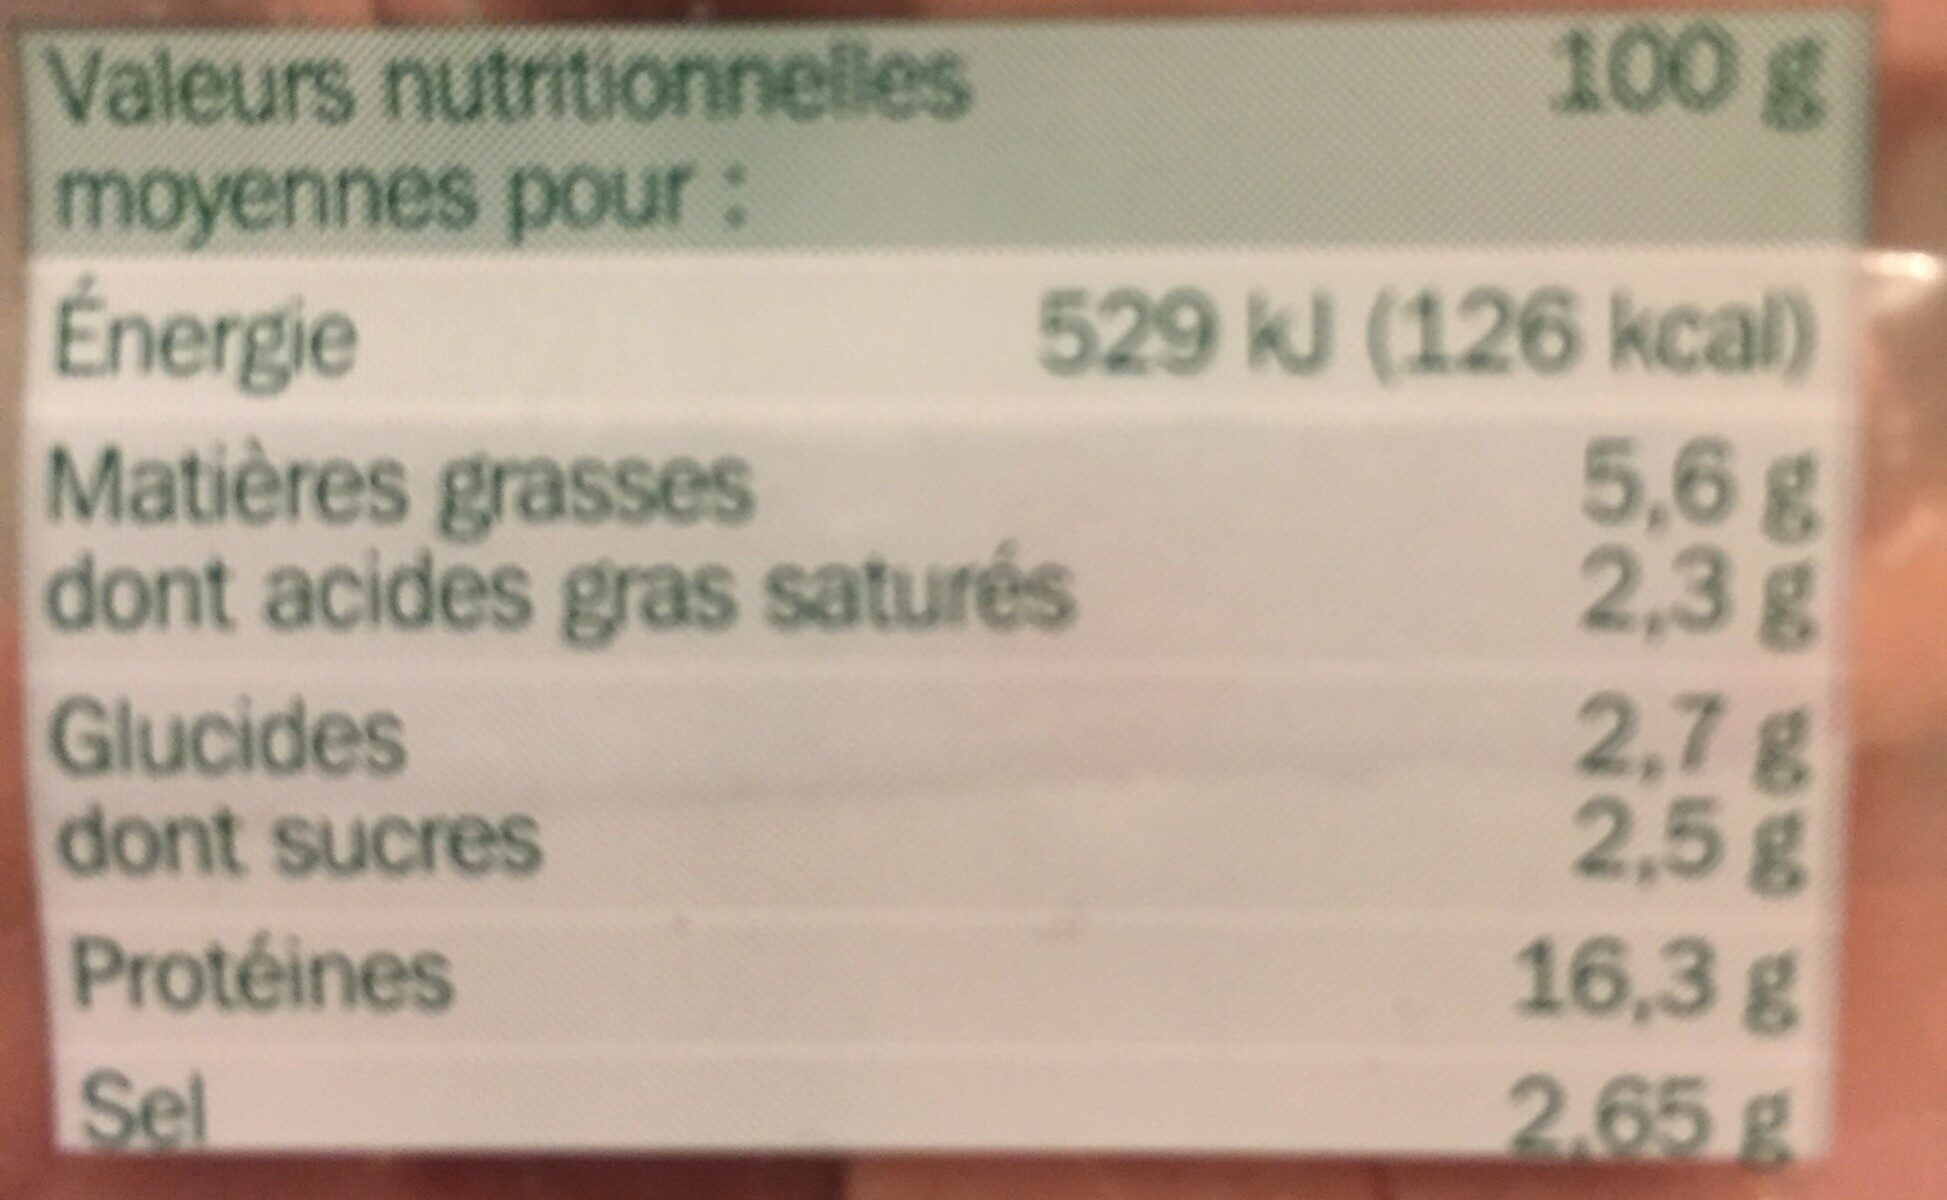 Valeurs nutritionnelles 100 g
moyennes pour :
Énergie 529 kJ (126 kcal)
Matières grasses 5,6 g
dont acides gras saturés 2,3 g
Glucides 2,7 g
dont sucres 2,5 g
Protéines 16,3 g
Sel 2,65 g